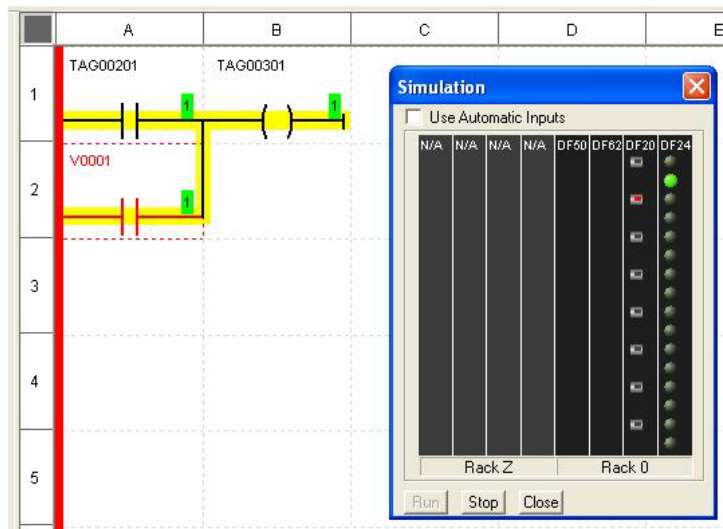 A B C D E
TAG00201 TAG00301
1
1 1
V0001
2
1
3
4
5
Simulation
Use Automatic Inputs
N/A N/A N/A N/A DF50 DF62 DF20 DF24
Rack Z Rack 0
Run Stop Close